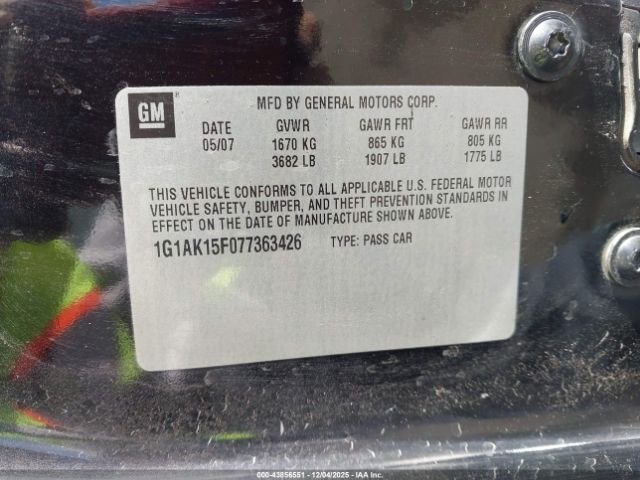 GM
MFD BY GENERAL MOTORS CORP.
DATE GVWR GAWR FRT GAWR RR
05/07 1670 KG 865 KG 805 KG
3682 LB 1907 LB 1775 LB
THIS VEHICLE CONFORMS TO ALL APPLICABLE U.S. FEDERAL MOTOR
VEHICLE SAFETY, BUMPER, AND THEFT PREVENTION STANDARDS IN
EFFECT ON THE DATE OF MANUFACTURE SHOWN ABOVE.
1G1AK15F077363426 TYPE: PASS CAR
000-43856551 - 12/04/2025 - IAAI, Inc. Copyright